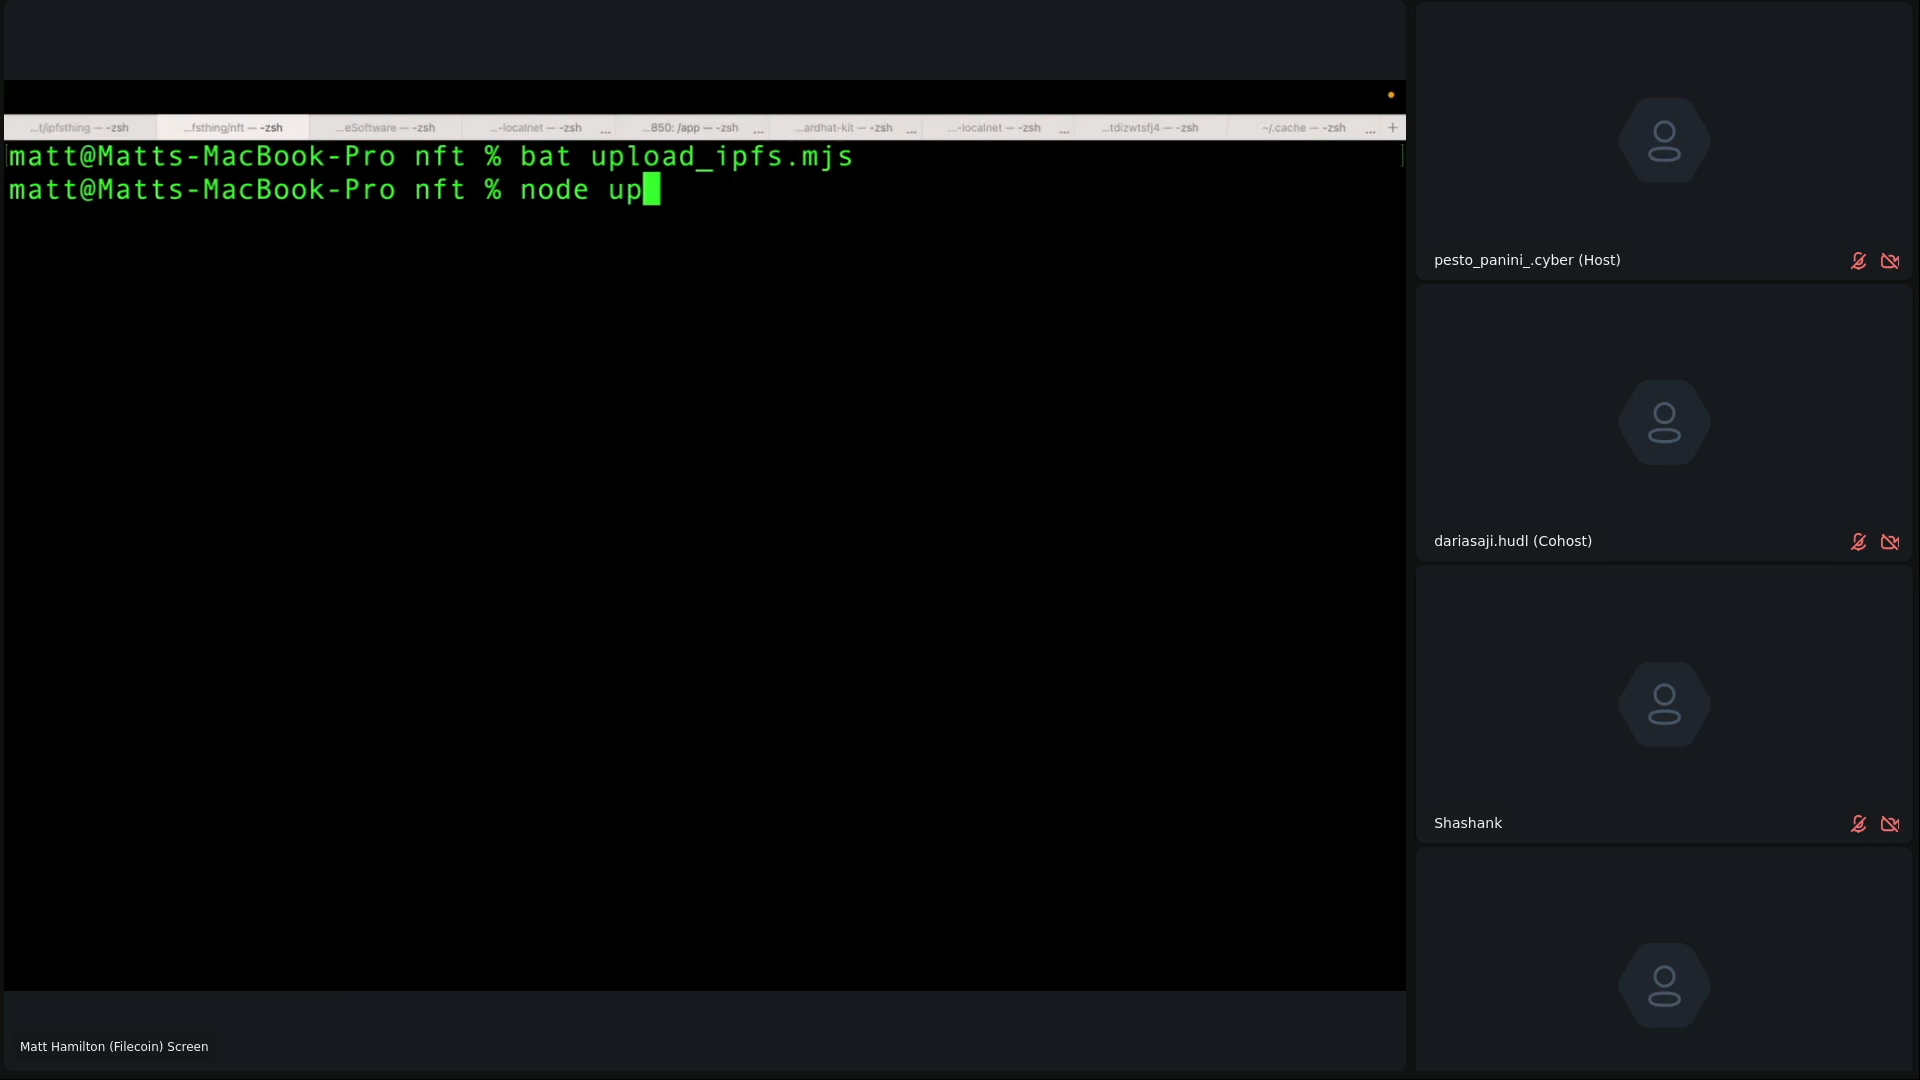 ...t/ipfsthing — -zsh
...fsthing/nft — -zsh
...eSoftware — -zsh
...-localnet — -zsh ...
...850: /app — -zsh ...
...ardhat-kit — -zsh ...
...-localnet — -zsh ...
...tdizwtsfj4 — -zsh
~/.cache — -zsh ... +
matt@Matts-MacBook-Pro nft % bat upload_ipfs.mjs
matt@Matts-MacBook-Pro nft % node up
Matt Hamilton (Filecoin) Screen
pesto_panini_.cyber (Host)
dariasaji.hudl (Cohost)
Shashank